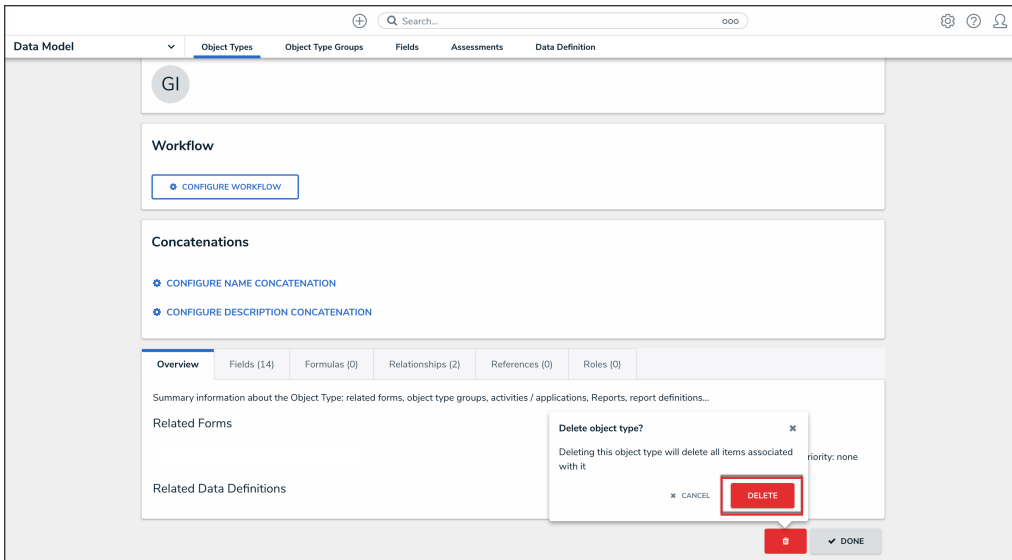 Search...
ooo
Data Model
Object Types
Object Type Groups
Fields
Assessments
Data Definition
GI
Workflow
CONFIGURE WORKFLOW
Concatenations
CONFIGURE NAME CONCATENATION
CONFIGURE DESCRIPTION CONCATENATION
Overview
Fields (14)
Formulas (0)
Relationships (2)
References (0)
Roles (0)
Summary information about the Object Type: related forms, object type groups, activities / applications, Reports, report definitions...
Related Forms
Delete object type?
Deleting this object type will delete all items associated
with it
riority: none
CANCEL
DELETE
Related Data Definitions
DONE